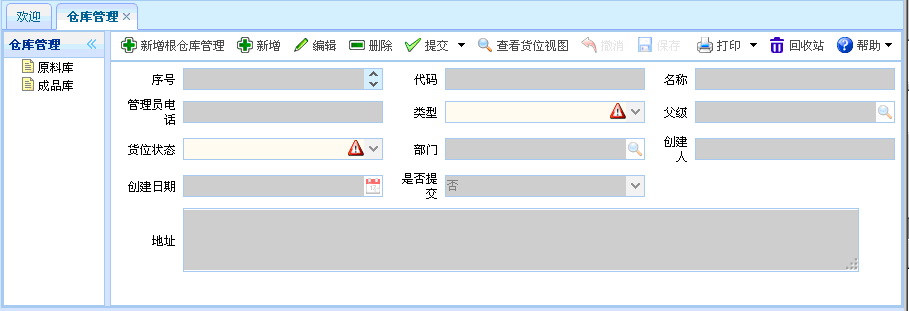 欢迎 仓库管理
仓库管理 新增根仓库管理 新增 编辑 删除 提交 查看货位视图 撤消 保存 打印 回收站 帮助
原料库
成品库
序号 代码 名称
管理员电
话
类型 父级
货位状态 部门 创建
人
创建日期 是否提
交
否
地址